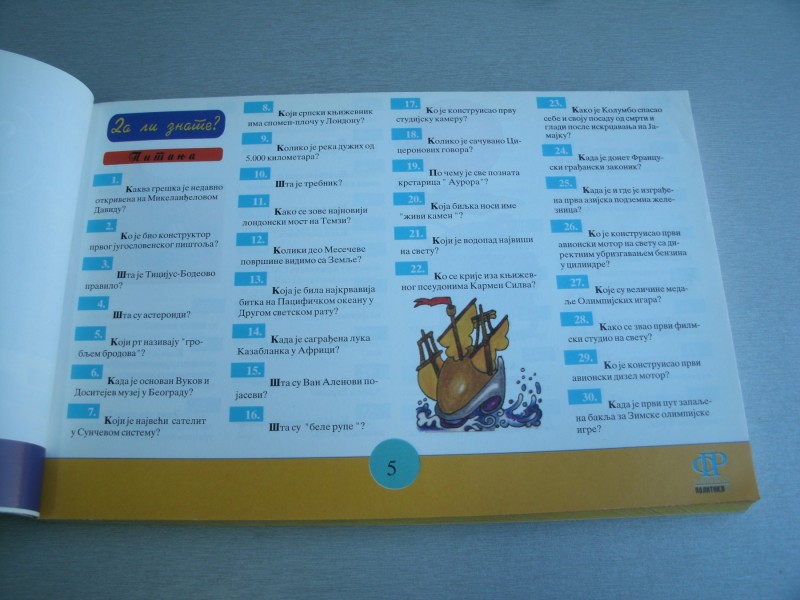 Да ли знате?
Питања
1. Каква грешка је недавно
откривена на Микеланђеловом
Давиду?
2. Ко је био конструктор
првог југословенског пиштоља?
3. Шта је Тицијус-Бодеово
правило?
4. Шта су астероиди?
5. Који рт називају "гро-
бљем бродова"?
6. Када је основан Вуков и
Доситејев музеј у Београду?
7. Који је највећи сателит
у Сунчевом систему?
8. Који српски књижевник
има спомен-плочу у Лондону?
9. Колико је река дужих од
5.000 километара?
10. Шта је требник?
11. Како се зове најновији
лондонски мост на Темзи?
12. Колики део Месечеве
површине видимо са Земље?
13. Која је била најкрвавија
битка на Пацифичком океану у
Другом светском рату?
14. Када је саграђена лука
Казабланка у Африци?
15. Шта су Ван Аленови по-
јасеви?
16. Шта су "беле рупе"?
17. Ко је конструисао прву
студијску камеру?
18. Колико је сачувано Ци-
церонових говора?
19. По чему је све позната
крстарица " Аурора"?
20. Која биљка носи име
"живи камен "?
21. Који је водопад највиши
на свету?
22. Ко се крије иза књижев-
ног псеудонима Кармен Силва?
23. Како је Колумбо спасао
себе и своју посаду од смрти и
глади после искрцавања на Ја-
мајку?
24. Када је донет Францу-
ски грађански законик?
25. Када је и где је изграђе-
на прва азијска подземна желе-
зница?
26. Ко је конструисао први
авионски мотор на свету са ди-
ректним убризгавањем бензина
у цилиндре?
27. Које су величине меда-
ље Олимпијских игара?
28. Како се звао први филм-
ски студио на свету?
29. Ко је конструисао први
авионски дизел мотор?
30. Када је први пут запаље-
на бакља за Зимске олимпијске
игре?
5
ПОЛИТИКА